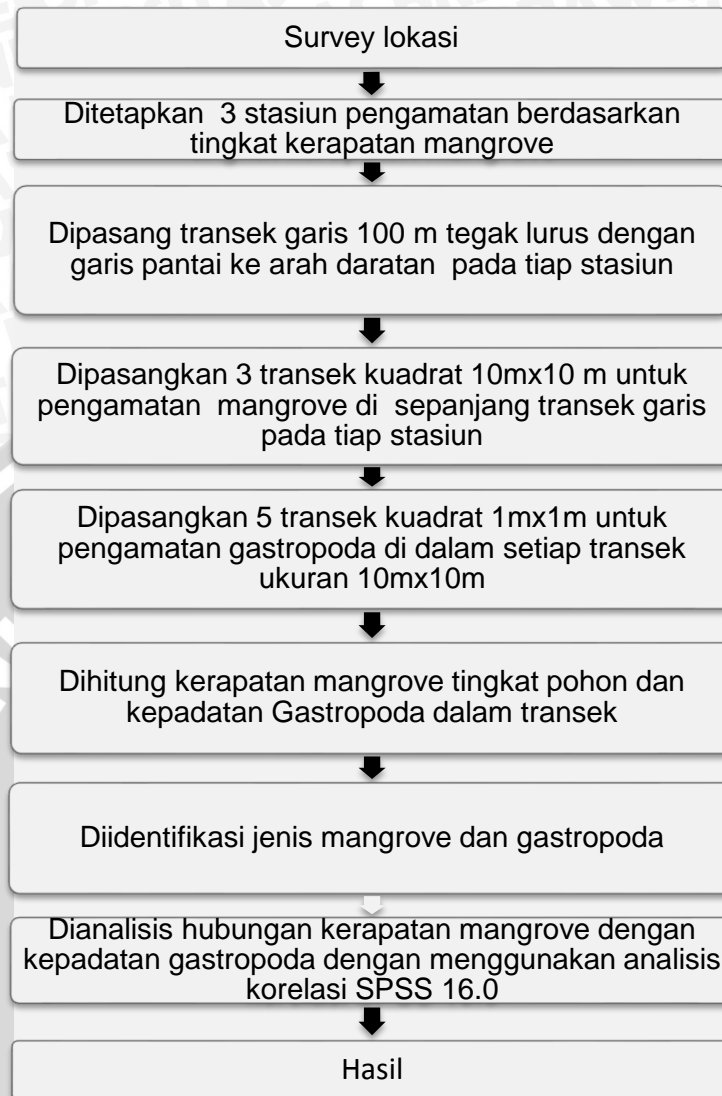 Survey lokasi
Ditetapkan 3 stasiun pengamatan berdasarkan
tingkat kerapatan mangrove
Dipasang transek garis 100 m tegak lurus dengan
garis pantai ke arah daratan pada tiap stasiun
Dipasangkan 3 transek kuadrat 10mx10 m untuk
pengamatan mangrove di sepanjang transek garis
pada tiap stasiun
Dipasangkan 5 transek kuadrat 1mx1m untuk
pengamatan gastropoda di dalam setiap transek
ukuran 10mx10m
Dihitung kerapatan mangrove tingkat pohon dan
kepadatan Gastropoda dalam transek
Diidentifikasi jenis mangrove dan gastropoda
Dianalisis hubungan kerapatan mangrove dengan
kepadatan gastropoda dengan menggunakan analisis
korelasi SPSS 16.0
Hasil